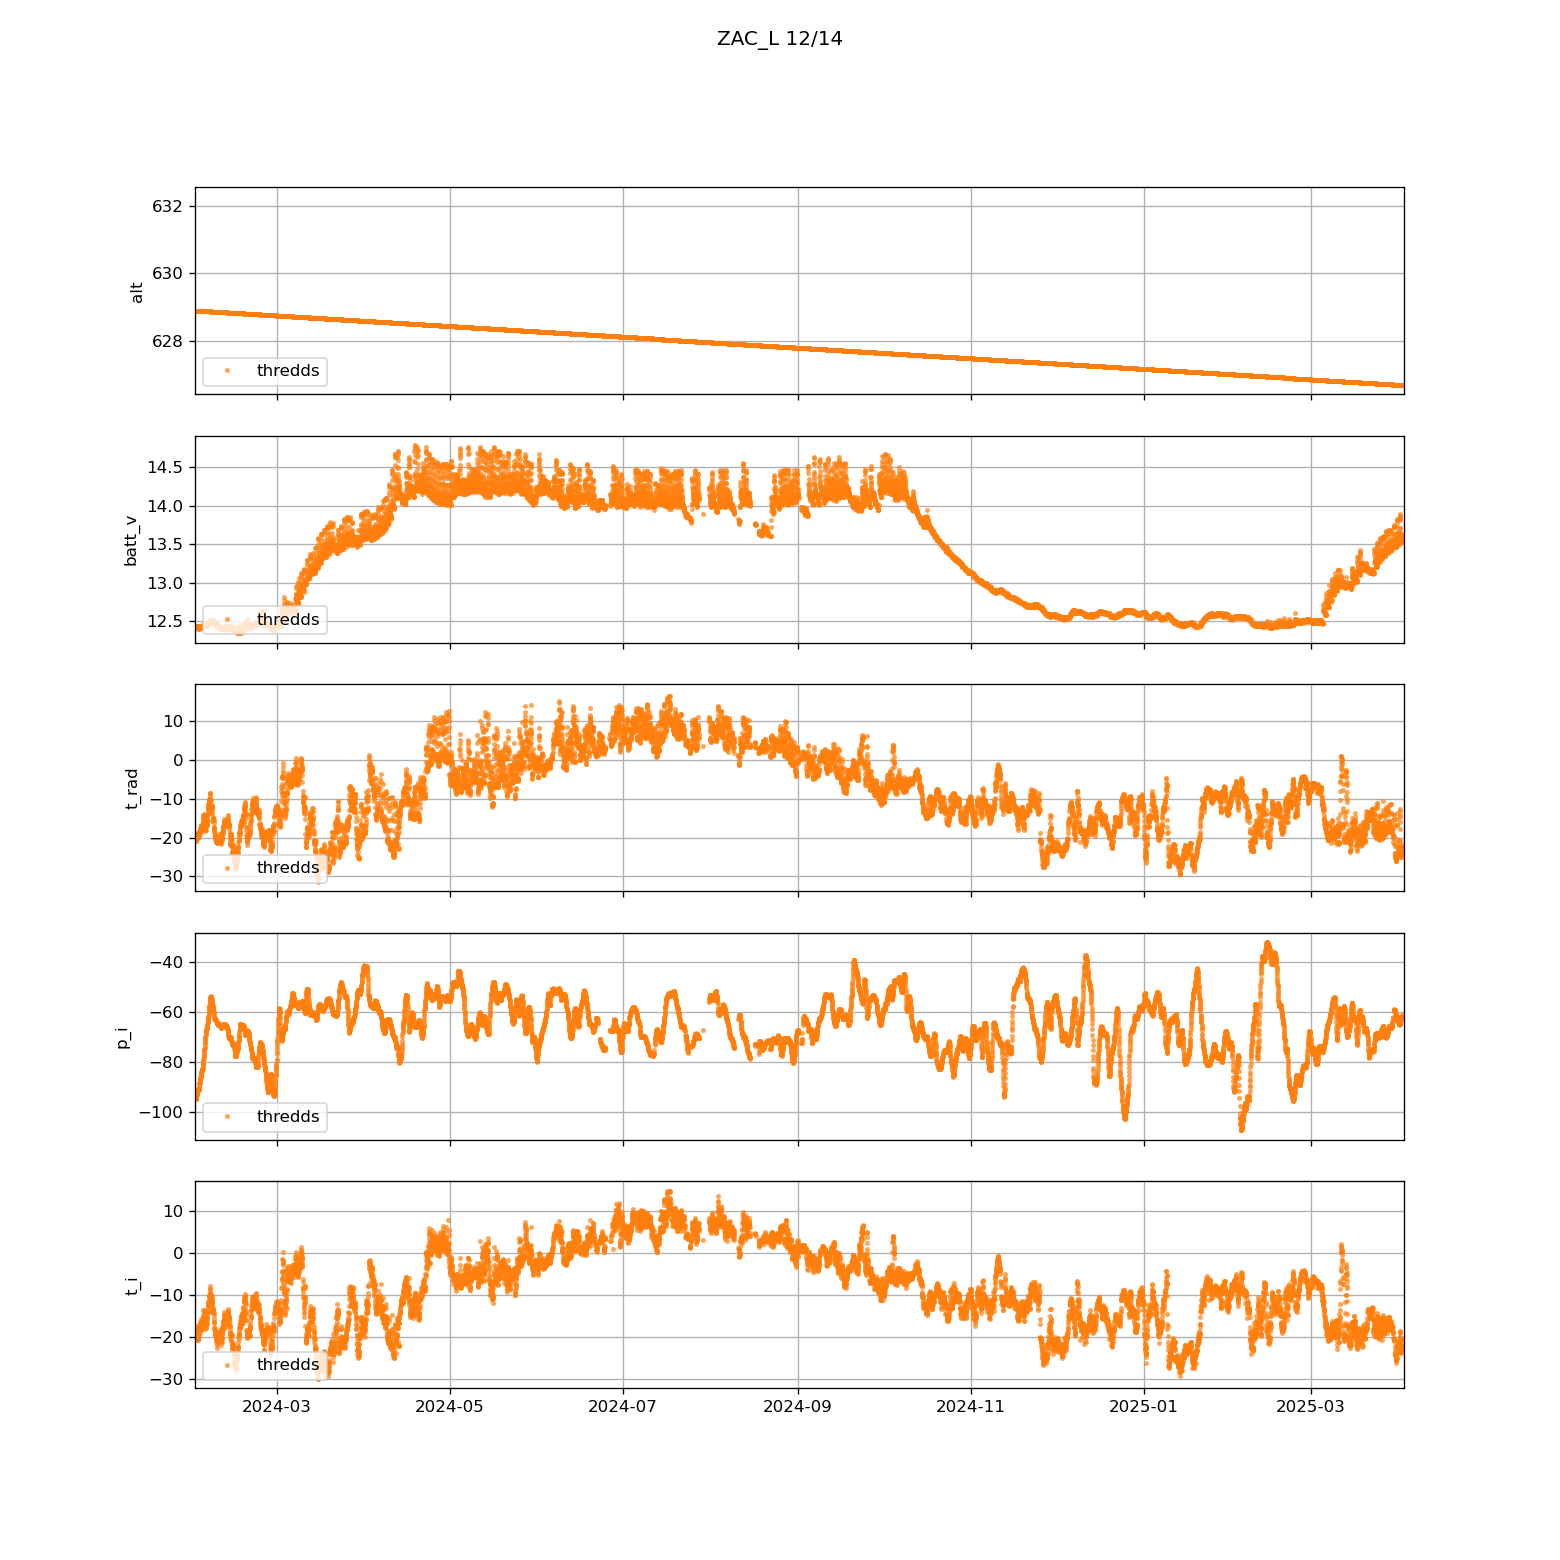 ZAC_L 12/14
632
630
628
alt
thredds
14.5
14.0
13.5
13.0
12.5
batt_v
thredds
10
0
−10
−20
−30
t_rad
thredds
−40
−60
−80
−100
p_i
thredds
10
0
−10
−20
−30
t_i
thredds
2024-03 2024-05 2024-07 2024-09 2024-11 2025-01 2025-03